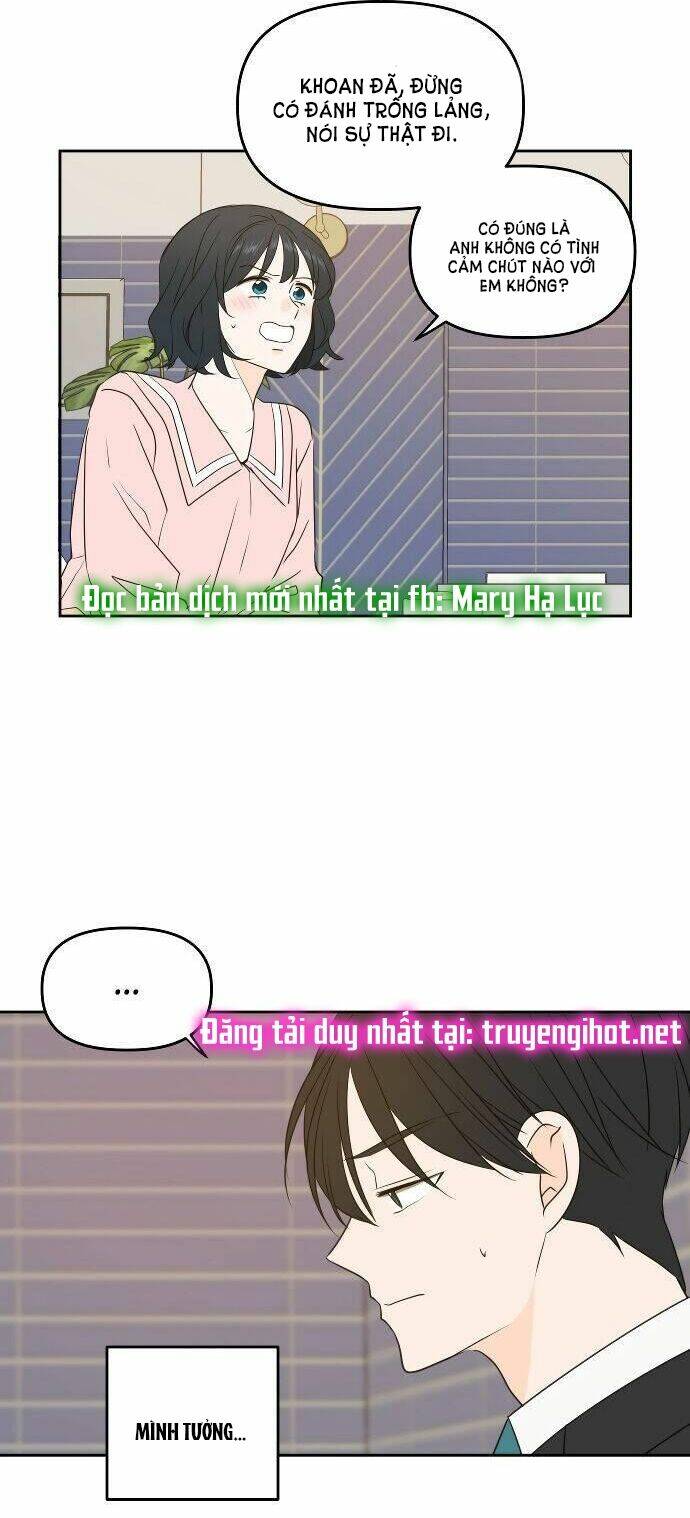 KHOAN ĐÃ, ĐỪNG
CÓ ĐÁNH TRỐNG LẢNG,
NÓI SỰ THẬT ĐI.
CÓ ĐÚNG LÀ
ANH KHÔNG CÓ TÌNH
CẢM CHÚT NÀO VỚI
EM KHÔNG?
Đọc bản dịch mới nhất tại fb: Mary Hạ Lục
...
Đăng tải duy nhất tại: truyengihot.net
MÌNH TƯỞNG...